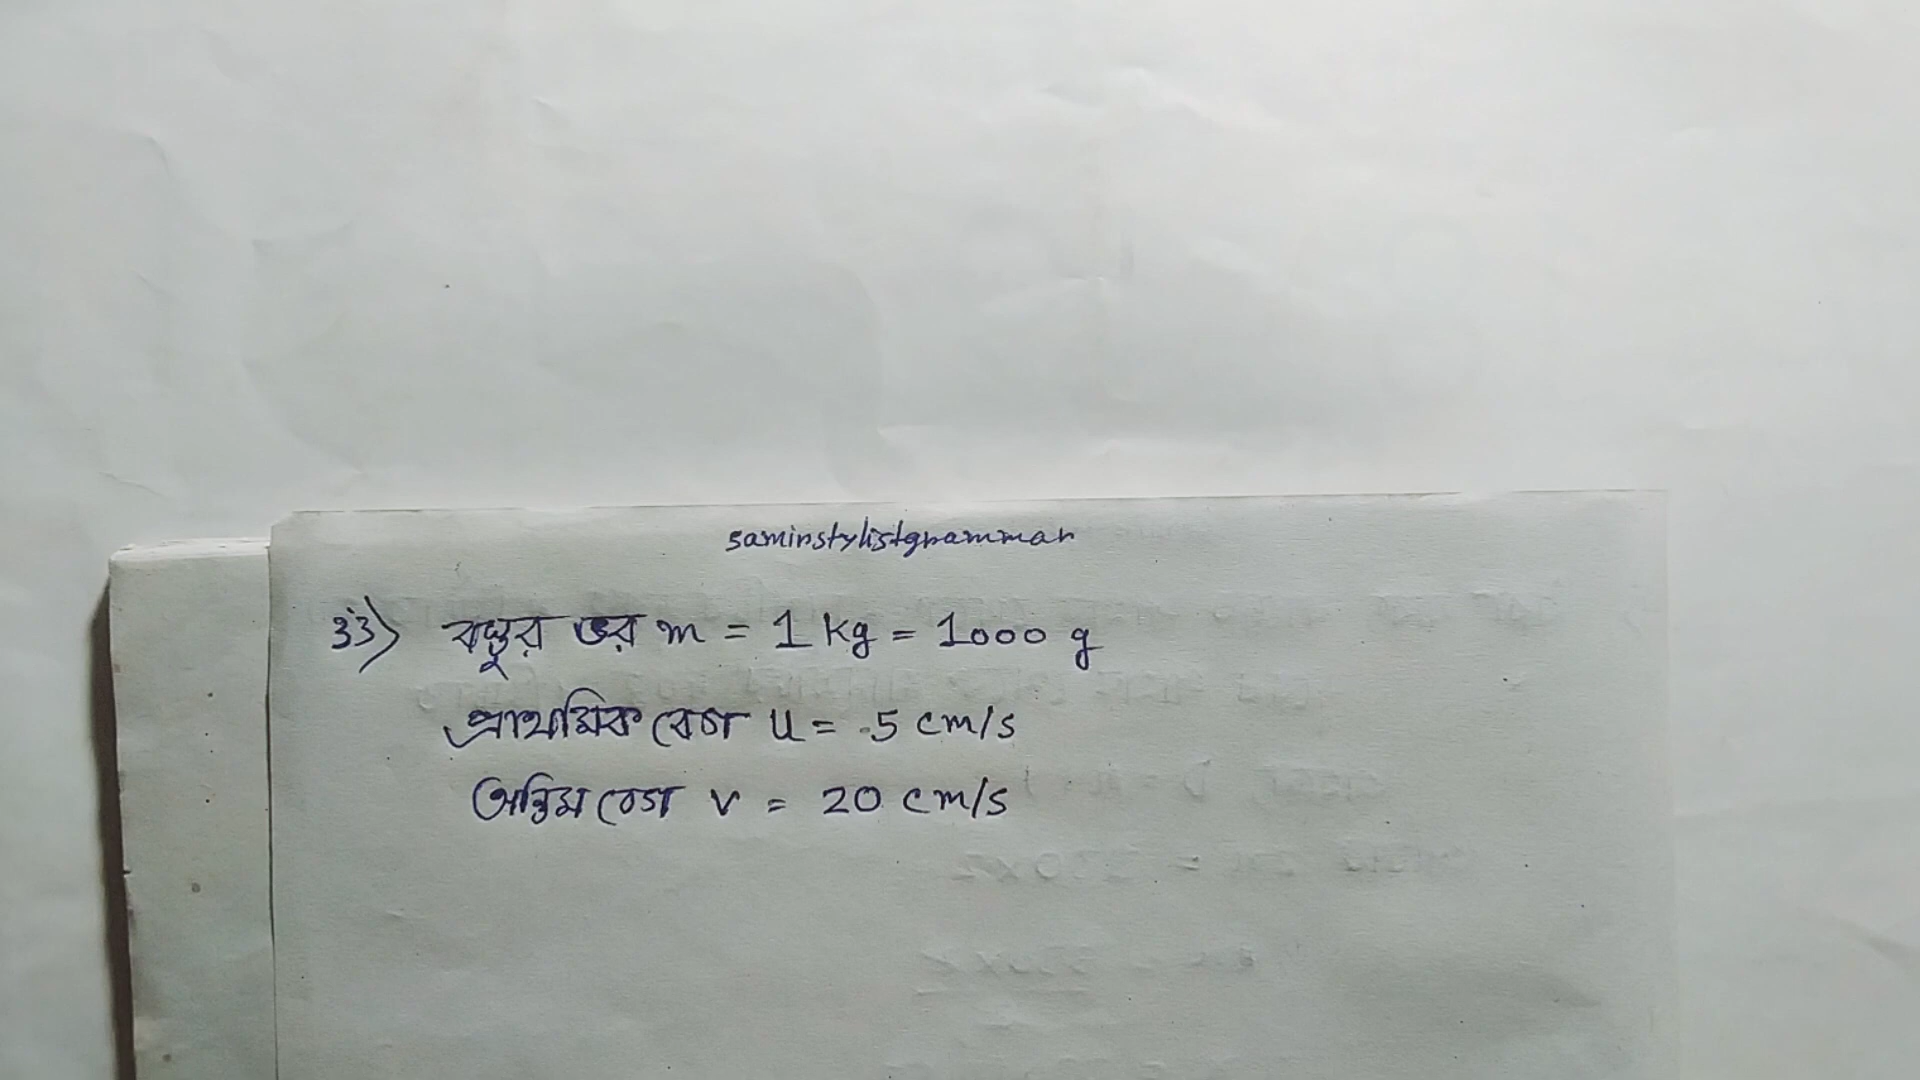 saminstylistgrammar
33) বস্তুর ভর m = 1 kg = 1000 g
প্রাথমিক বেগ u = 5 cm/s
অন্তিম বেগ v = 20 cm/s